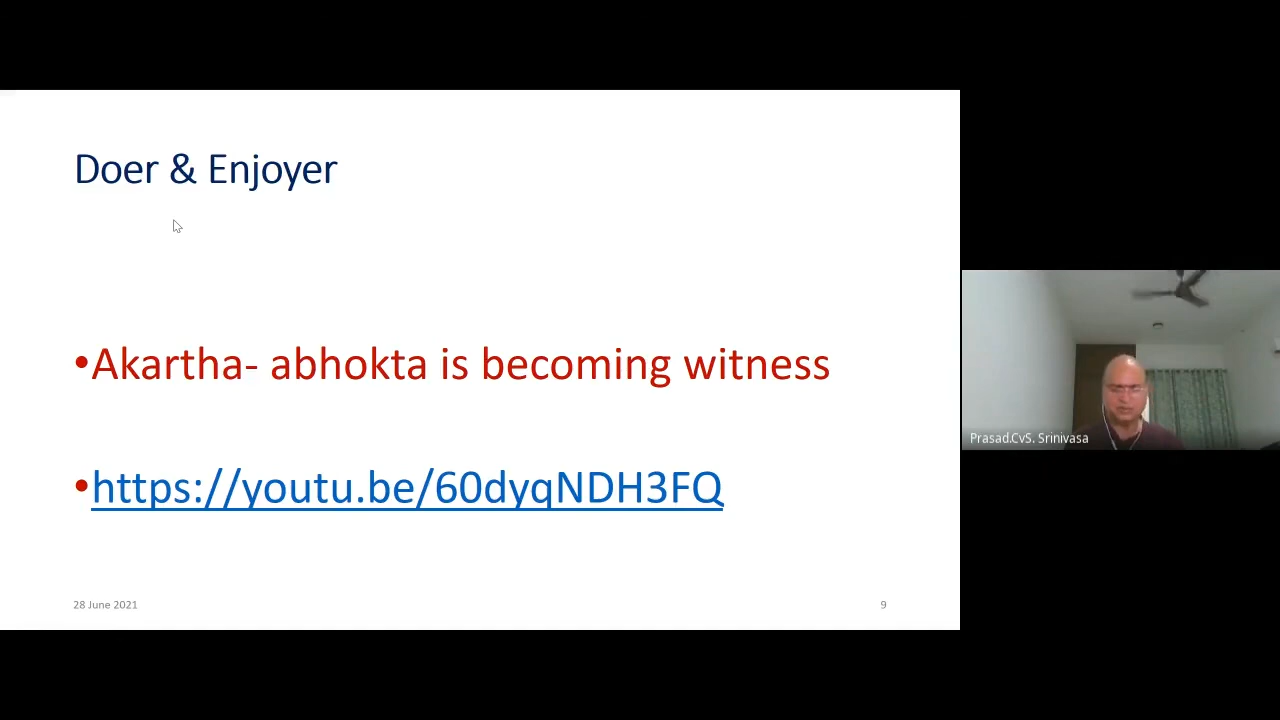 Doer & Enjoyer
•Akartha- abhokta is becoming witness
•https://youtu.be/60dyqNDH3FQ
28 June 2021
9
Prasad.CvS. Srinivasa